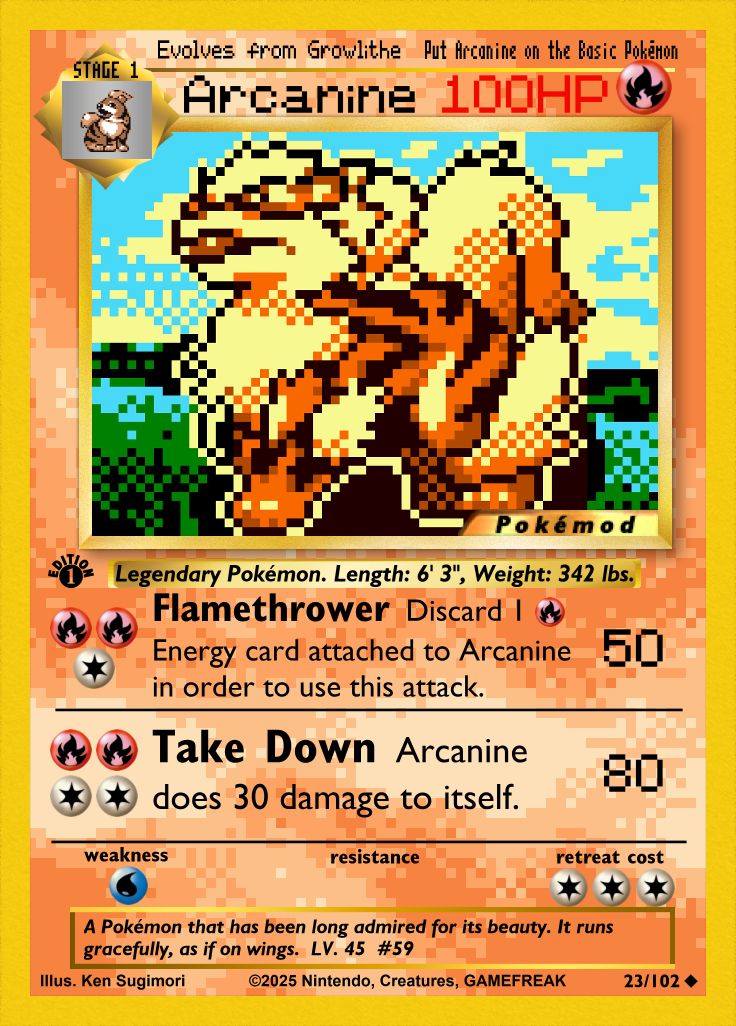 Evolves from Growlithe Put Arcanine on the Basic Pokémon
STAGE 1
Arcanine 100HP
Pokémod
EDITION
1
Legendary Pokémon. Length: 6' 3", Weight: 342 lbs.
Flamethrower Discard 1
Energy card attached to Arcanine
in order to use this attack.
50
Take Down Arcanine
does 30 damage to itself.
80
weakness resistance retreat cost
A Pokémon that has been long admired for its beauty. It runs
gracefully, as if on wings. LV. 45 #59
Illus. Ken Sugimori ©2025 Nintendo, Creatures, GAMEFREAK 23/102